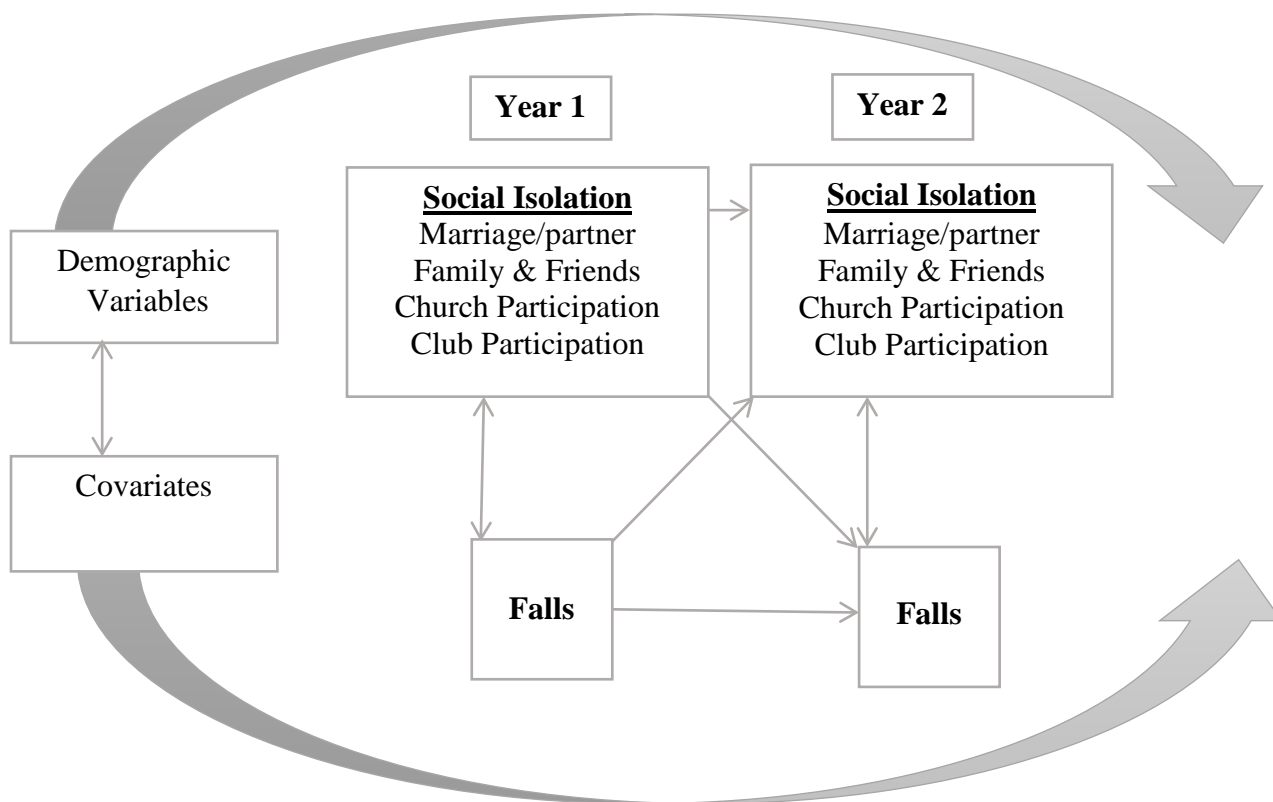 Year 1
Year 2
Social Isolation
Marriage/partner
Family & Friends
Church Participation
Club Participation
Social Isolation
Marriage/partner
Family & Friends
Church Participation
Club Participation
Demographic
Variables
Covariates
Falls
Falls